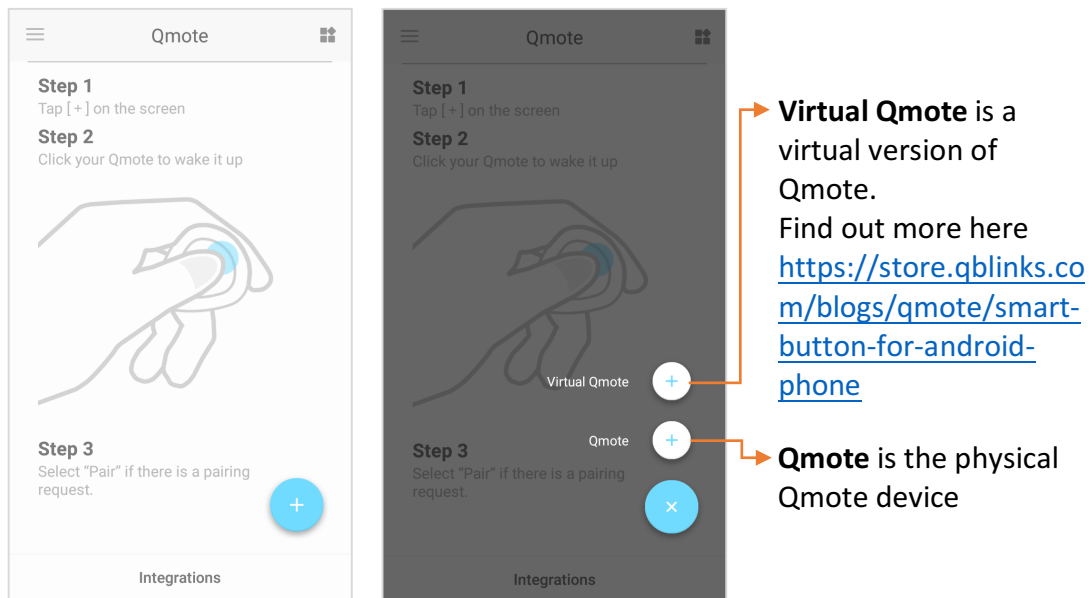 Qmote
Step 1
Tap [ + ] on the screen
Step 2
Click your Qmote to wake it up
Step 3
Select “Pair” if there is a pairing
request.
+
Integrations
Qmote
Step 1
Tap [ + ] on the screen
Step 2
Click your Qmote to wake it up
Virtual Qmote +
Qmote +
Step 3
Select “Pair” if there is a pairing
request.
×
Integrations
Virtual Qmote is a
virtual version of
Qmote.
Find out more here
https://store.qblinks.co
m/blogs/qmote/smart-
button-for-android-
phone
Qmote is the physical
Qmote device